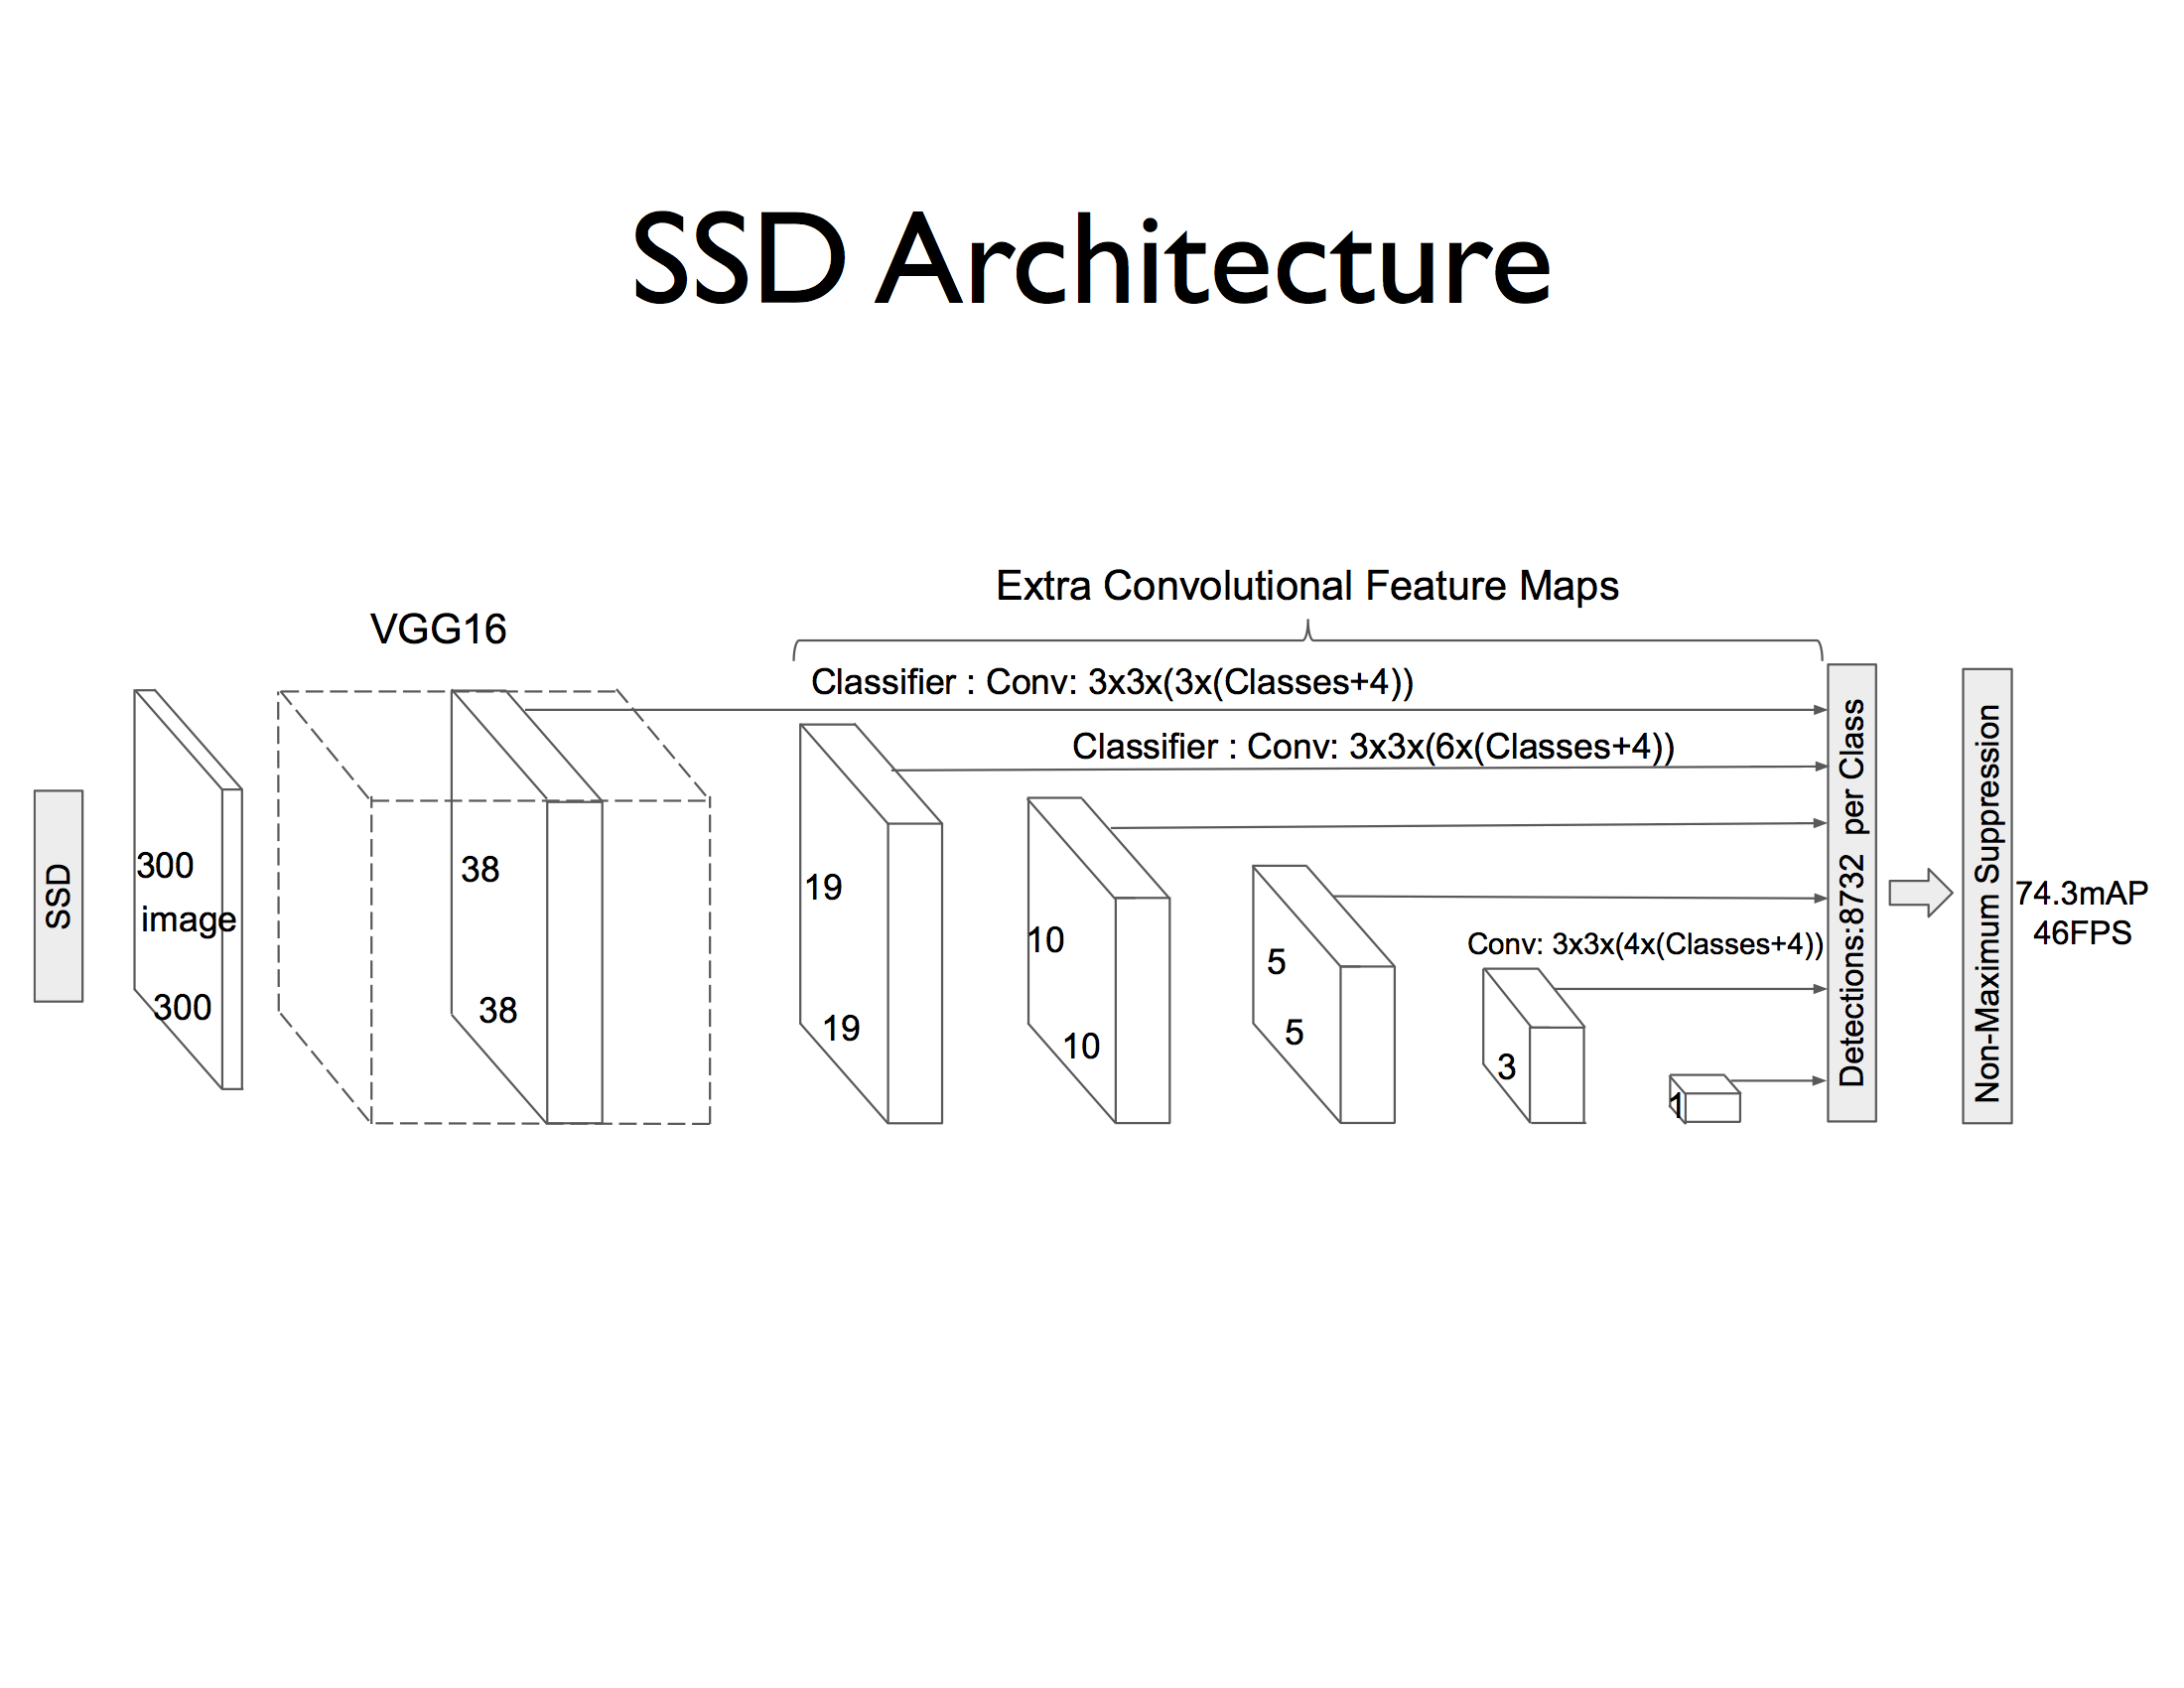 SSD Architecture
Extra Convolutional Feature Maps
VGG16
Classifier : Conv: 3x3x(3x(Classes+4))
Classifier : Conv: 3x3x(6x(Classes+4))
Conv: 3x3x(4x(Classes+4))
SSD
300
image
300
38
38
19
19
10
10
5
5
3
1
Detections:8732 per Class
Non-Maximum Suppression
74.3mAP
46FPS